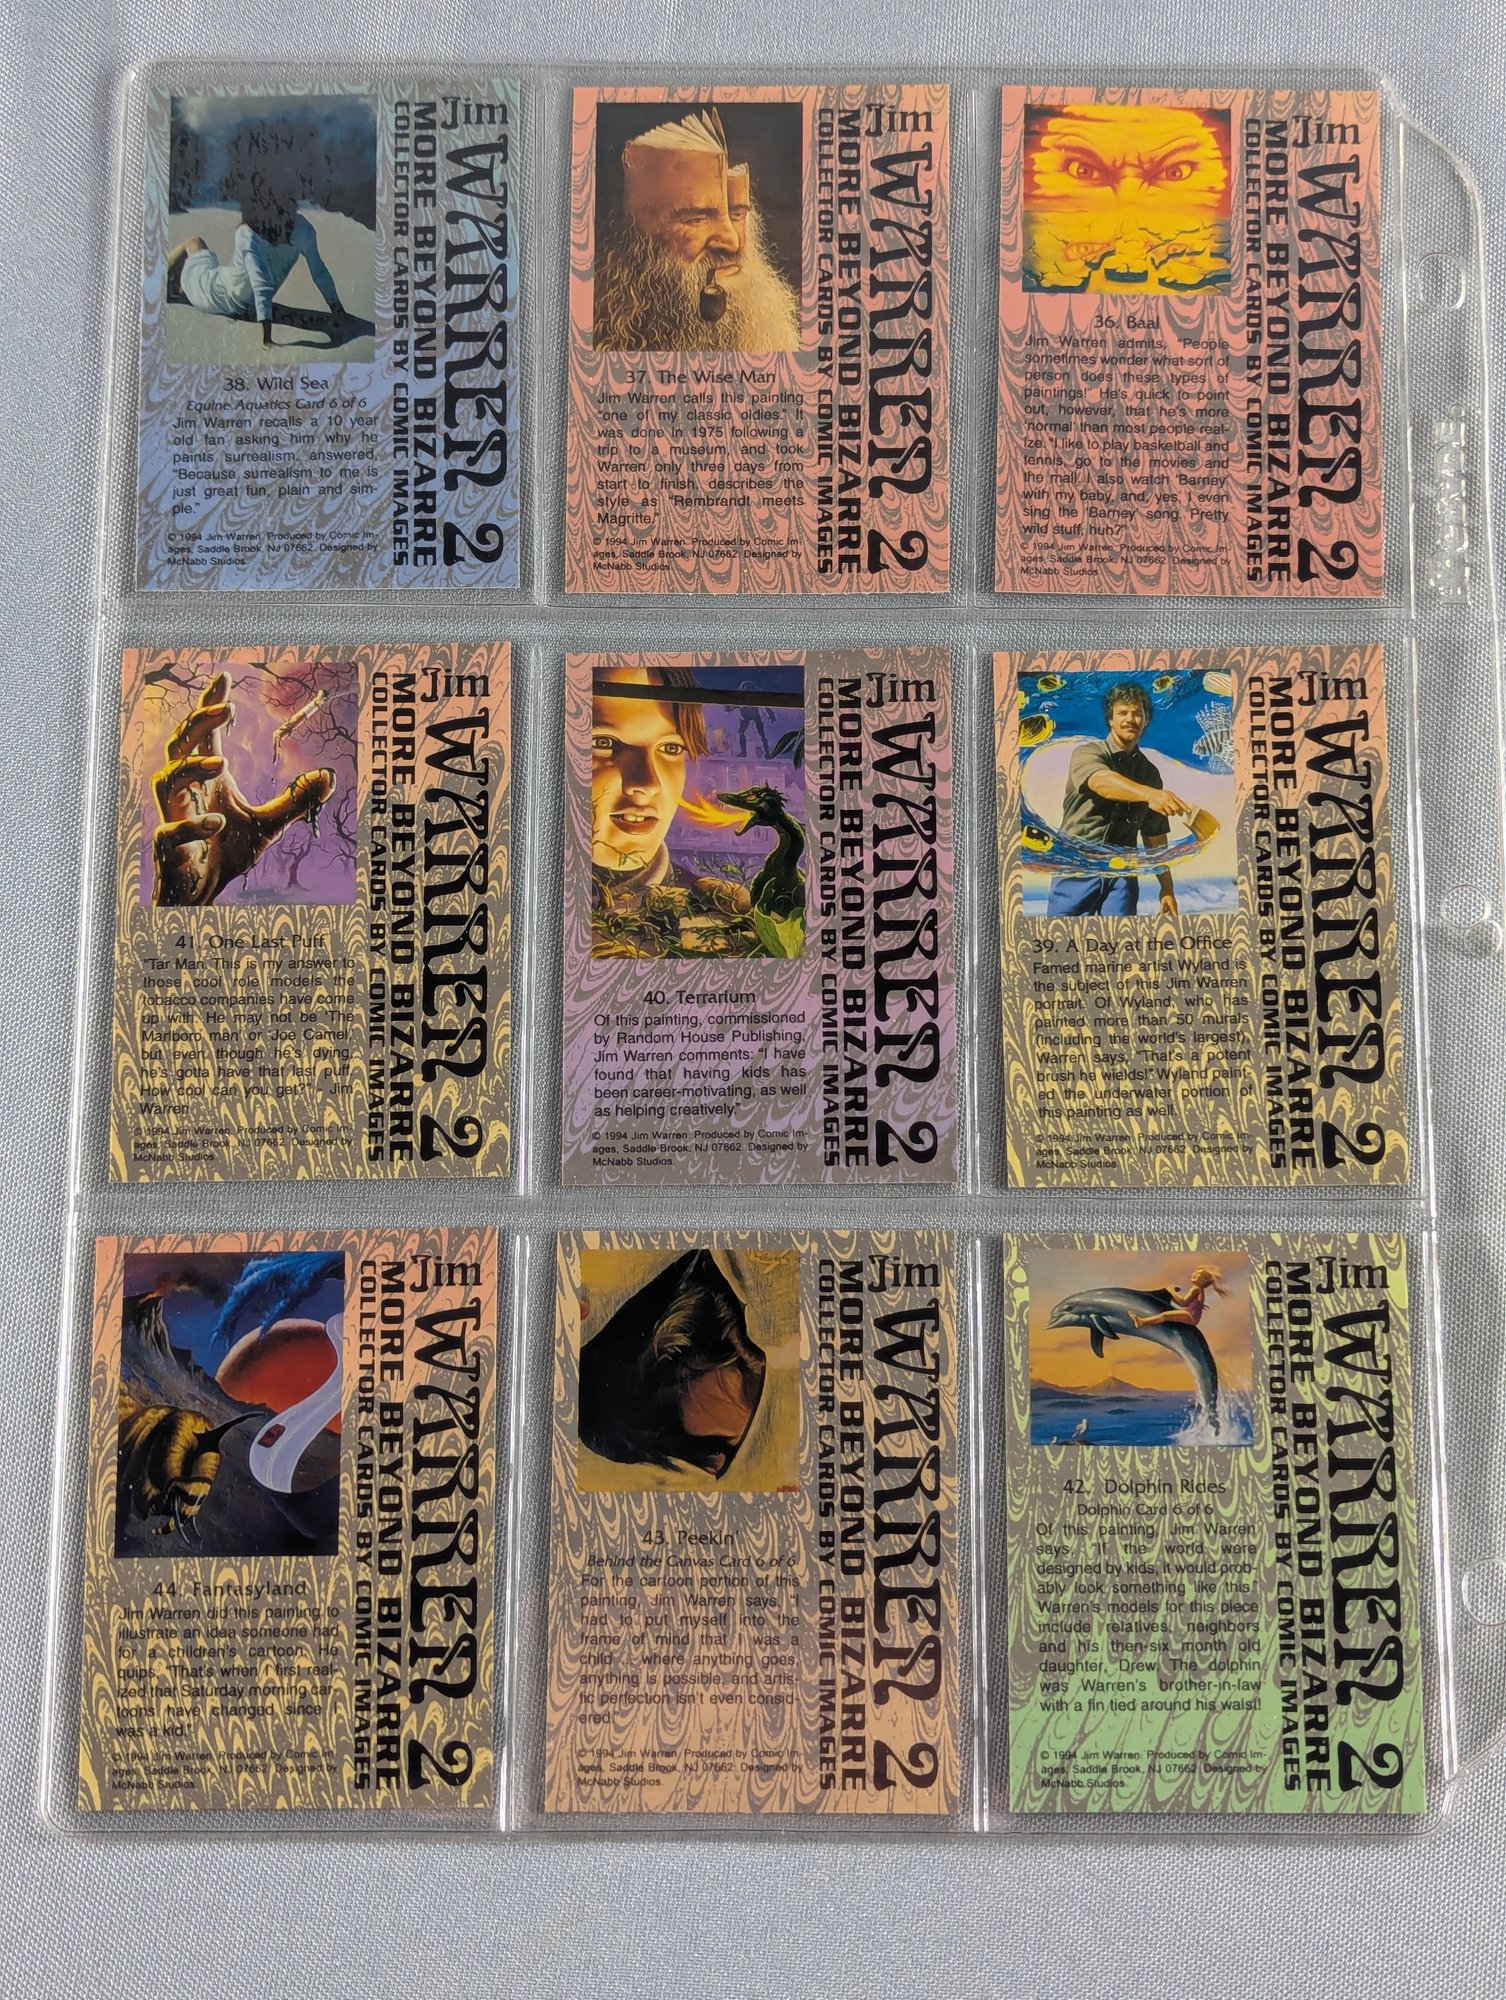 Jim
WARREN 2
MORE BEYOND BIZARRE
COLLECTOR CARDS BY COMIC IMAGES
38. Wild Sea
Equine Aquatics Card 6 of 6
Jim Warren recalls a 10 year
old fan asking him why he
paints surrealism, answered,
"Because surrealism to me is
just great fun, plain and sim-
ple."
© 1994 Jim Warren. Produced by Comic Im-
ages, Saddle Brook, NJ 07662. Designed by
McNabb Studios.
Jim
WARREN 2
MORE BEYOND BIZARRE
COLLECTOR CARDS BY COMIC IMAGES
37. The Wise Man
Jim Warren calls this painting
"one of my classic oldies." It
was done in 1975 following a
trip to a museum, and took
Warren only three days from
start to finish, describes the
style as "Rembrandt meets
Magritte."
© 1994 Jim Warren. Produced by Comic Im-
ages, Saddle Brook, NJ 07662. Designed by
McNabb Studios.
Jim
WARREN 2
MORE BEYOND BIZARRE
COLLECTOR CARDS BY COMIC IMAGES
36. Baal
Jim Warren admits, "People
sometimes wonder what sort of
person does these types of
paintings!" He's quick to point
out, however, that he's more
'normal' than most people real-
ize. "I like to play basketball and
tennis, go to the movies and
the mall. I also watch 'Barney'
with my baby, and, yes, I even
sing the 'Barney' song. Pretty
wild stuff, huh?"
© 1994 Jim Warren. Produced by Comic Im-
ages, Saddle Brook, NJ 07662. Designed by
McNabb Studios.
Jim
WARREN 2
MORE BEYOND BIZARRE
COLLECTOR CARDS BY COMIC IMAGES
41. One Last Puff
"Tar Man. This is my answer to
those cool role models the
tobacco companies have come
up with. He may not be 'The
Marlboro man' or 'Joe Camel,'
but even though he's dying,
he's gotta have that last puff.
How cool can you get?" - Jim
Warren
© 1994 Jim Warren. Produced by Comic Im-
ages, Saddle Brook, NJ 07662. Designed by
McNabb Studios.
Jim
WARREN 2
MORE BEYOND BIZARRE
COLLECTOR CARDS BY COMIC IMAGES
40. Terrarium
Of this painting, commissioned
by Random House Publishing,
Jim Warren comments: "I have
found that having kids has
been career-motivating, as well
as helping creatively."
© 1994 Jim Warren. Produced by Comic Im-
ages, Saddle Brook, NJ 07662. Designed by
McNabb Studios.
Jim
WARREN 2
MORE BEYOND BIZARRE
COLLECTOR CARDS BY COMIC IMAGES
39. A Day at the Office
Famed marine artist Wyland is
the subject of this Jim Warren
portrait. Of Wyland, who has
painted more than 50 murals
(including the world's largest),
Warren says, "That's a potent
brush he wields!" Wyland paint-
ed the underwater portion of
this painting as well.
© 1994 Jim Warren. Produced by Comic Im-
ages, Saddle Brook, NJ 07662. Designed by
McNabb Studios.
Jim
WARREN 2
MORE BEYOND BIZARRE
COLLECTOR CARDS BY COMIC IMAGES
44. Fantasyland
Jim Warren did this painting to
illustrate an idea someone had
for a children's cartoon. He
quips, "That's when I first real-
ized that Saturday morning car-
toons have changed since I
was a kid."
© 1994 Jim Warren. Produced by Comic Im-
ages, Saddle Brook, NJ 07662. Designed by
McNabb Studios.
Jim
WARREN 2
MORE BEYOND BIZARRE
COLLECTOR CARDS BY COMIC IMAGES
43. Peekin'
Behind the Canvas Card 6 of 6
For the cartoon portion of this
painting, Jim Warren says, "I
had to put myself into the
frame of mind that I was a
child ... where anything goes,
anything is possible, and artis-
tic perfection isn't even consid-
ered."
© 1994 Jim Warren. Produced by Comic Im-
ages, Saddle Brook, NJ 07662. Designed by
McNabb Studios.
Jim
WARREN 2
MORE BEYOND BIZARRE
COLLECTOR CARDS BY COMIC IMAGES
42. Dolphin Rides
Dolphin Card 6 of 6
Of this painting, Jim Warren
says, "If the world were
designed by kids, it would prob-
ably look something like this."
Warren's models for this piece
include relatives, neighbors
and his then-six month old
daughter, Drew. The dolphin
was Warren's brother-in-law
with a fin tied around his waist!
© 1994 Jim Warren. Produced by Comic Im-
ages, Saddle Brook, NJ 07662. Designed by
McNabb Studios.